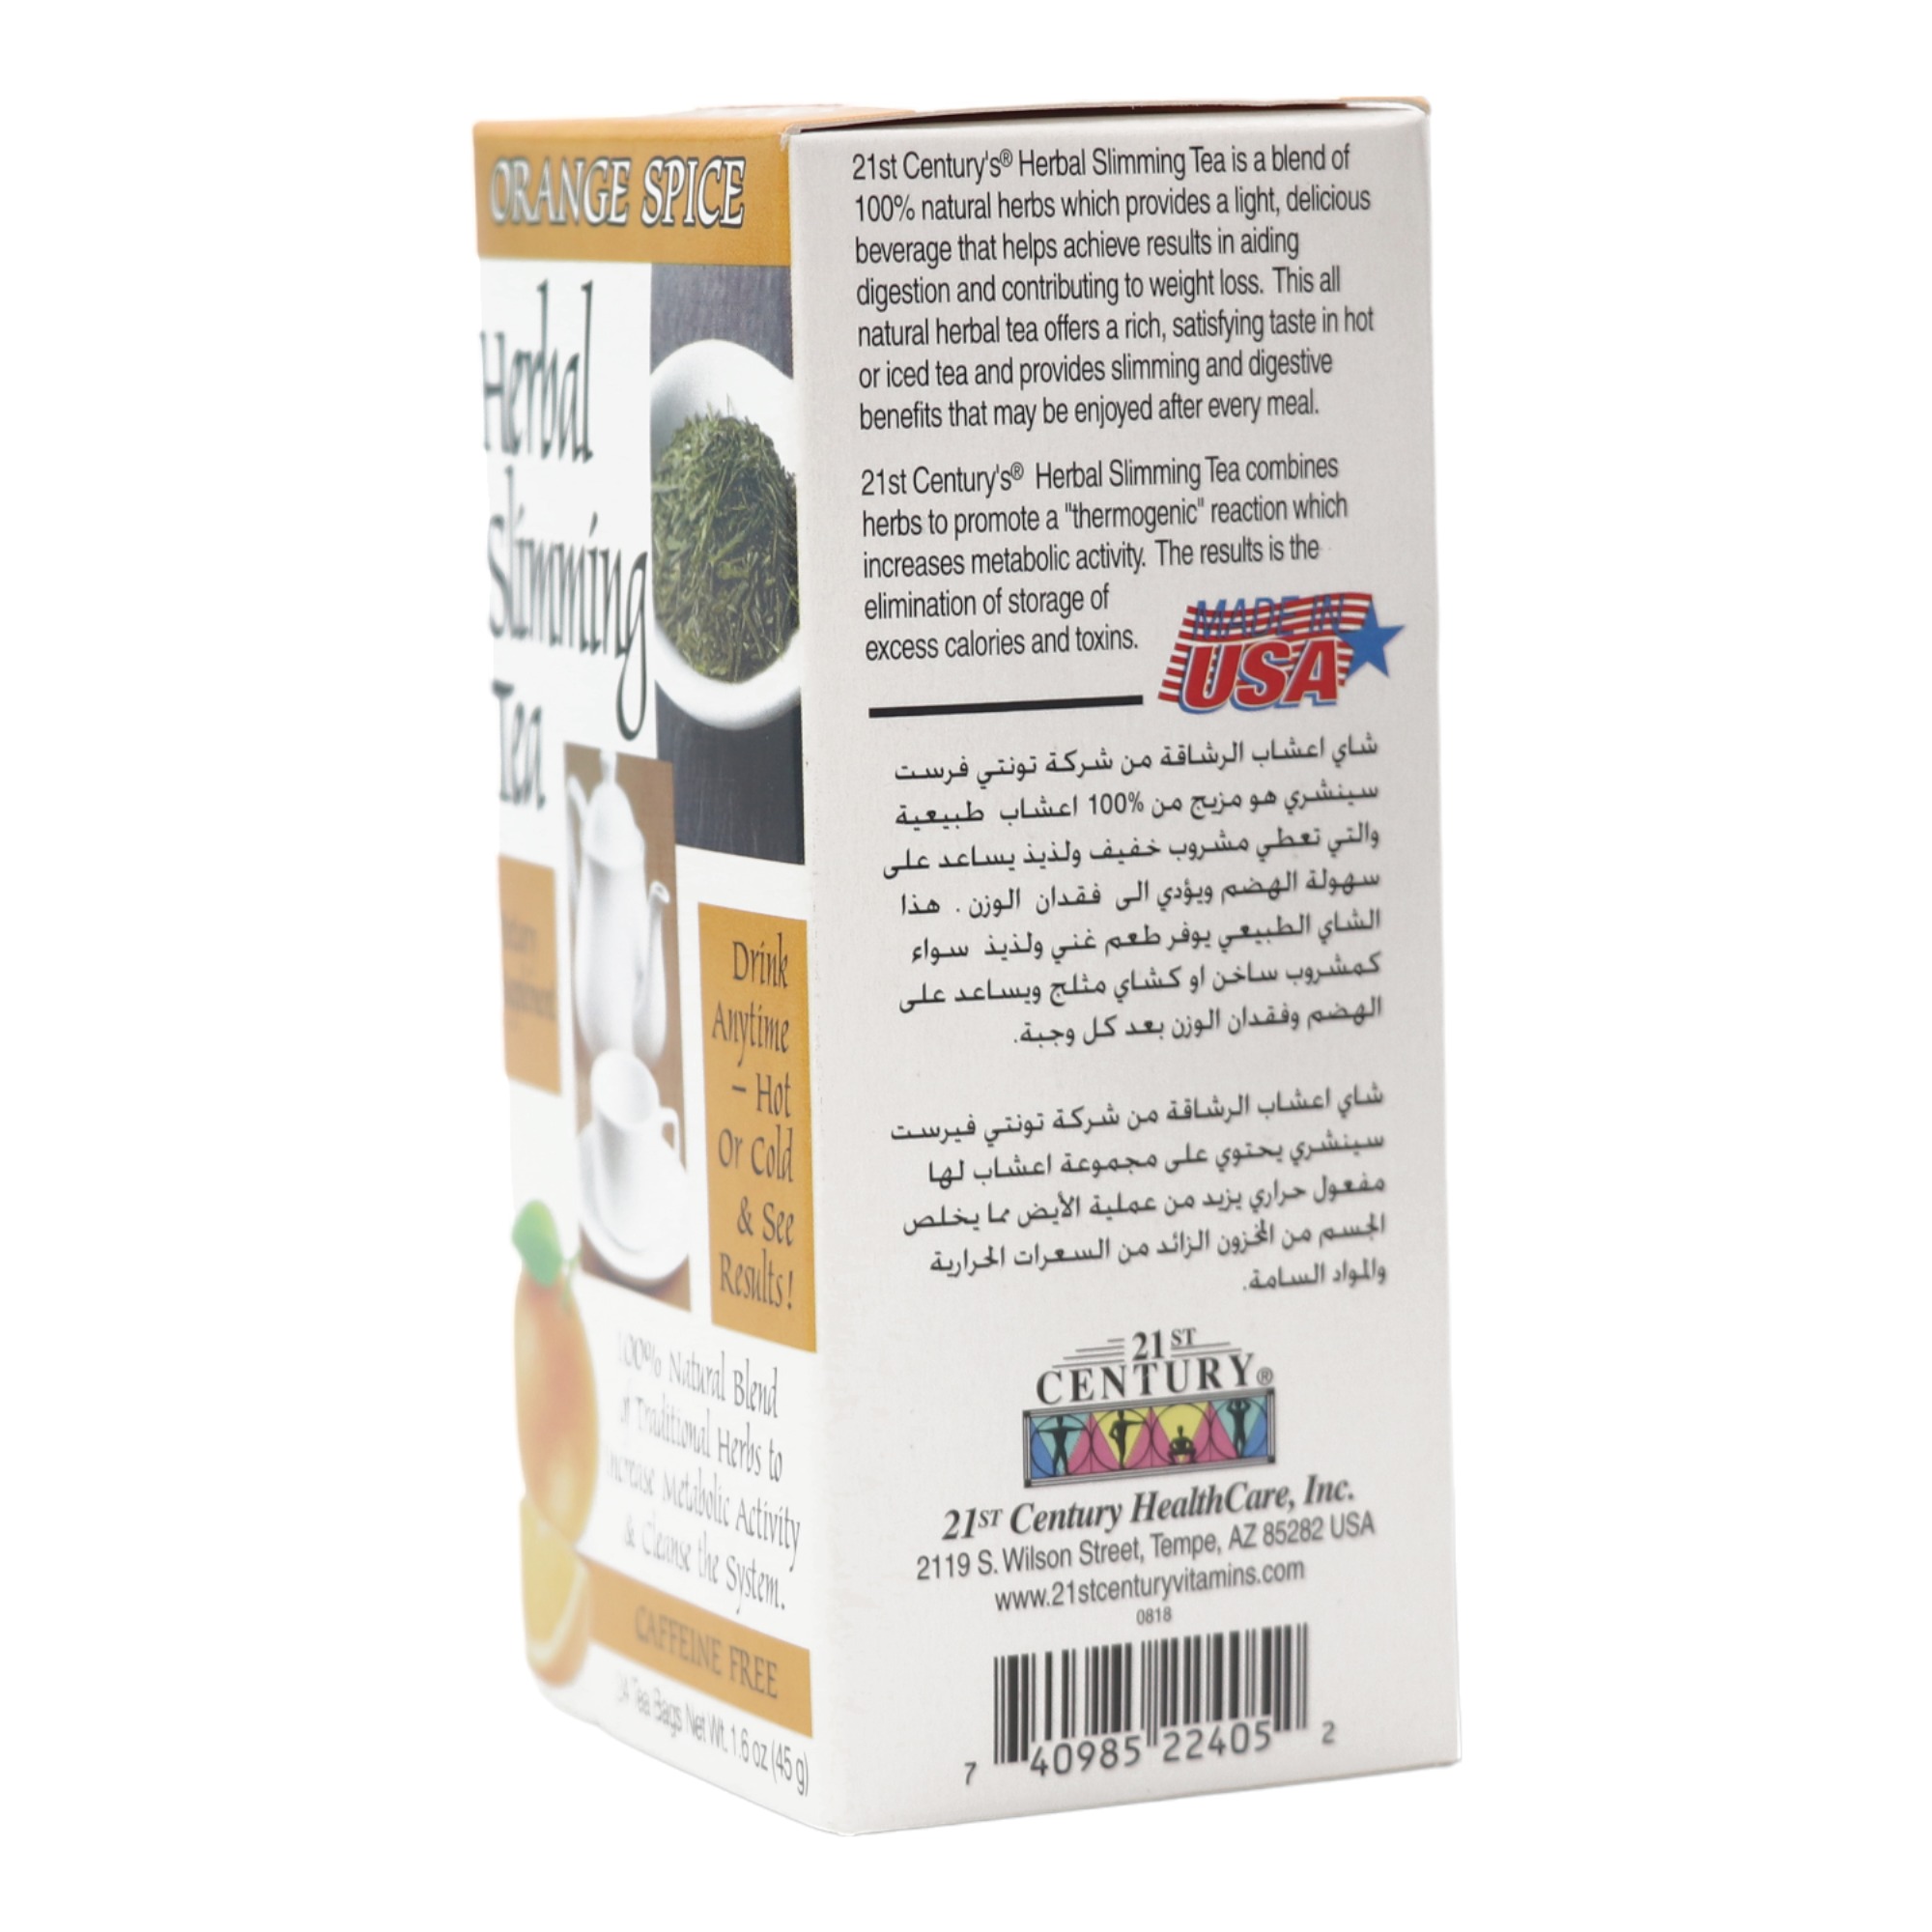 ORANGE SPICE
Herbal
Slimming
Tea
Drink
Anytime
– Hot
Or Cold
& See
Results!
100% Natural Blend
of Traditional Herbs to
Increase Metabolic Activity
& Cleanse the System.
CAFFEINE FREE
Tea Bags Net Wt. 1.6 oz (45 g)
21st Century's® Herbal Slimming Tea is a blend of
100% natural herbs which provides a light, delicious
beverage that helps achieve results in aiding
digestion and contributing to weight loss. This all
natural herbal tea offers a rich, satisfying taste in hot
or iced tea and provides slimming and digestive
benefits that may be enjoyed after every meal.
21st Century's® Herbal Slimming Tea combines
herbs to promote a "thermogenic" reaction which
increases metabolic activity. The results is the
elimination of storage of
excess calories and toxins.
MADE IN
USA
شاي اعشاب الرشاقة من شركة تونتي فرست
سينشري هو مزيج من 100% اعشاب طبيعية
والتي تعطي مشروب خفيف ولذيذ يساعد على
سهولة الهضم ويؤدي الى فقدان الوزن . هذا
الشاي الطبيعي يوفر طعم غني ولذيذ سواء
كمشروب ساخن او كشاي مثلج ويساعد على
الهضم وفقدان الوزن بعد كل وجبة.
شاي اعشاب الرشاقة من شركة تونتي فيرست
سينشري يحتوي على مجموعة اعشاب لها
مفعول حراري يزيد من عملية الأيض مما يخلص
الجسم من المخزون الزائد من السعرات الحرارية
والمواد السامة.
21ST
CENTURY®
21ST Century HealthCare, Inc.
2119 S. Wilson Street, Tempe, AZ 85282 USA
www.21stcenturyvitamins.com
0818
7 40985 22405 2